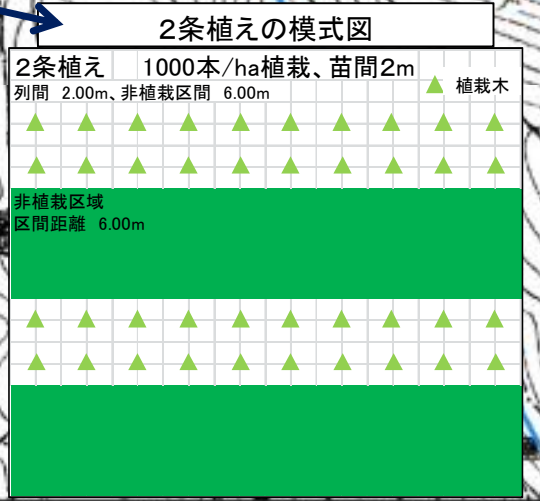 2条植えの模式図
2条植え 1000本/ha植栽、苗間2m
列間 2.00m、非植栽区間 6.00m
植栽木
非植栽区域
区間距離 6.00m